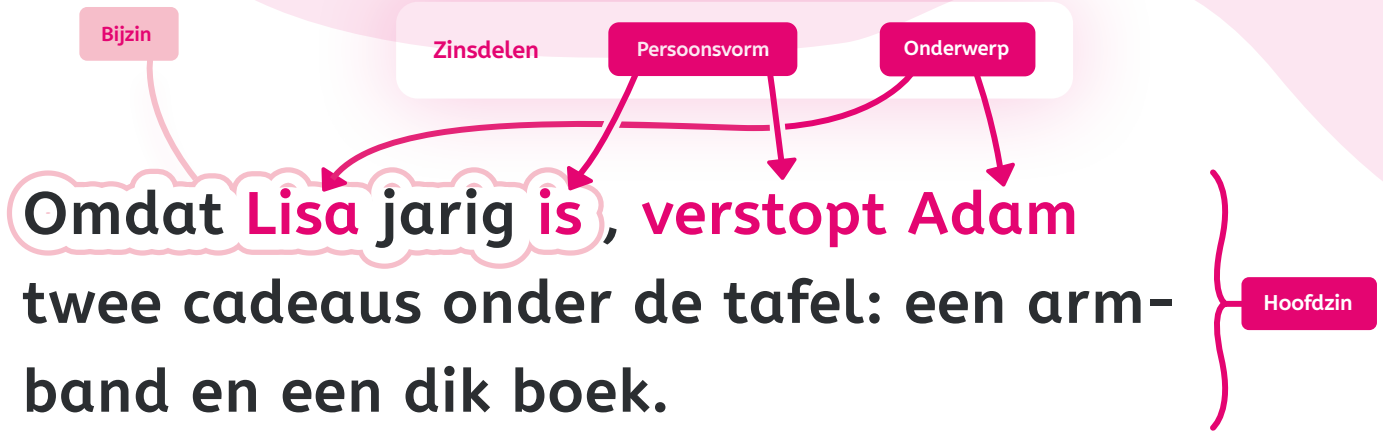 Bijzin
Zinsdelen Persoonsvorm Onderwerp
Omdat Lisa jarig is, verstopt Adam
twee cadeaus onder de tafel: een arm-
band en een dik boek.
Hoofdzin